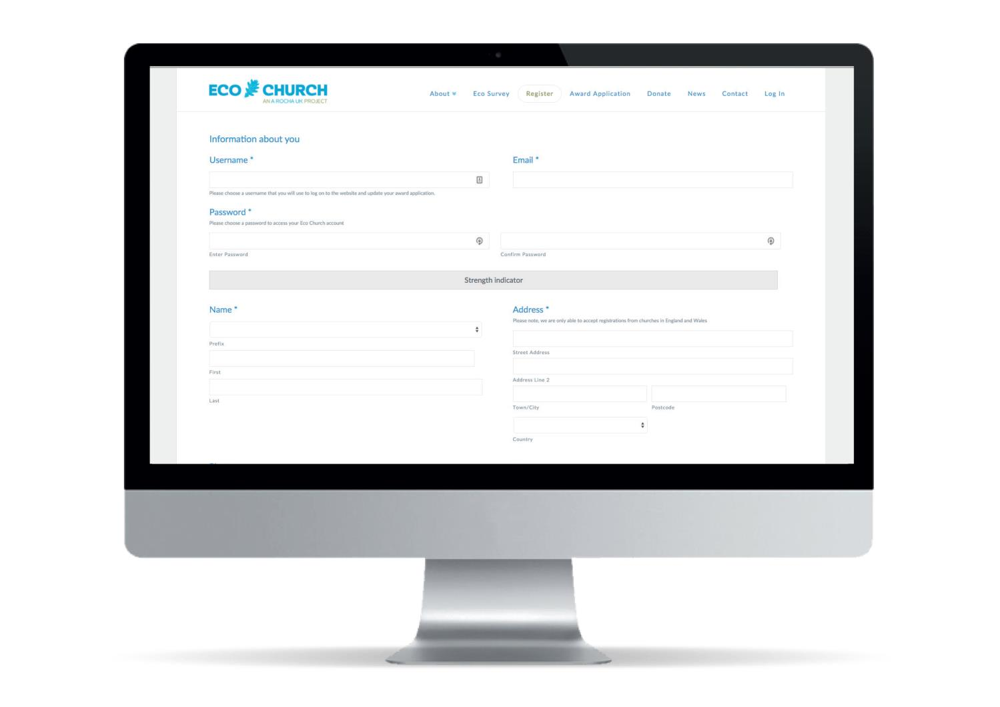 ECO CHURCH
AN A ROCHA UK PROJECT
About Eco Survey Register Award Application Donate News Contact Log In
Information about you
Username * Email *
Please choose a username that you will use to log on to the website and update your award application.
Password *
Please choose a password to access your Eco Church account
Enter Password Confirm Password
Strength indicator
Name * Address *
Please note, we are only able to accept registrations from churches in England and Wales
Prefix
Street Address
First
Address Line 2
Last
Town/City Postcode
Country